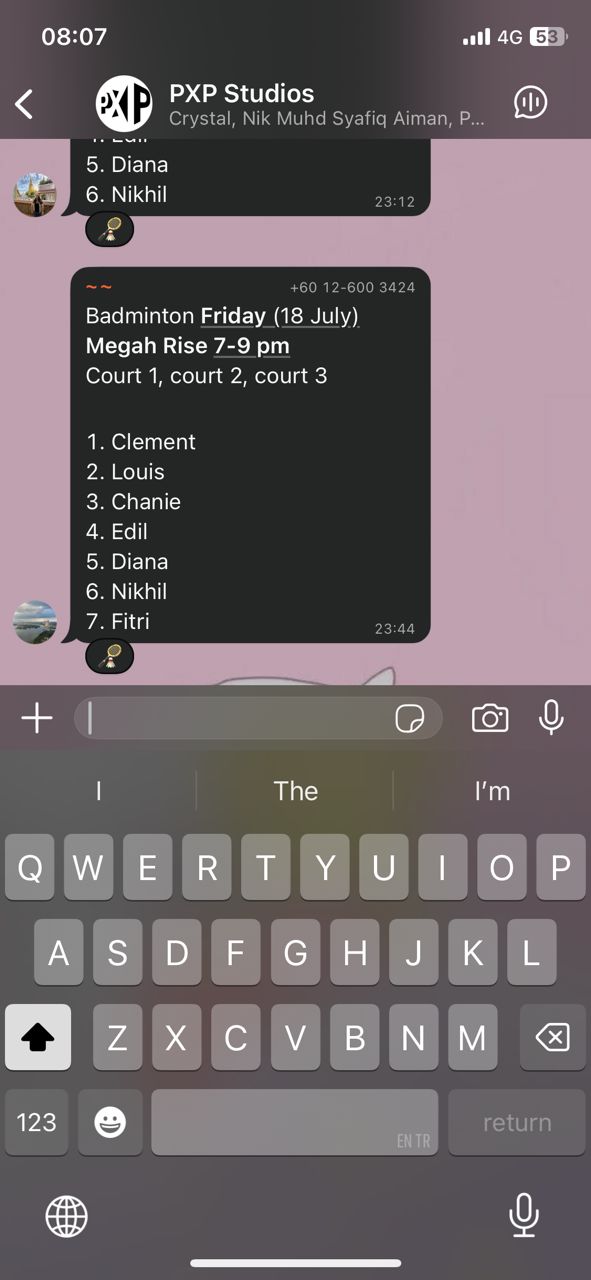 08:07
4G 53
PXP
PXP Studios
Crystal, Nik Muhd Syafiq Aiman, P...
4. Edil
5. Diana
6. Nikhil
23:12
~~ +60 12-600 3424
Badminton Friday (18 July)
Megah Rise 7-9 pm
Court 1, court 2, court 3
1. Clement
2. Louis
3. Chanie
4. Edil
5. Diana
6. Nikhil
7. Fitri
23:44
I The I’m
Q W E R T Y U I O P
A S D F G H J K L
Z X C V B N M
123 EN TR return